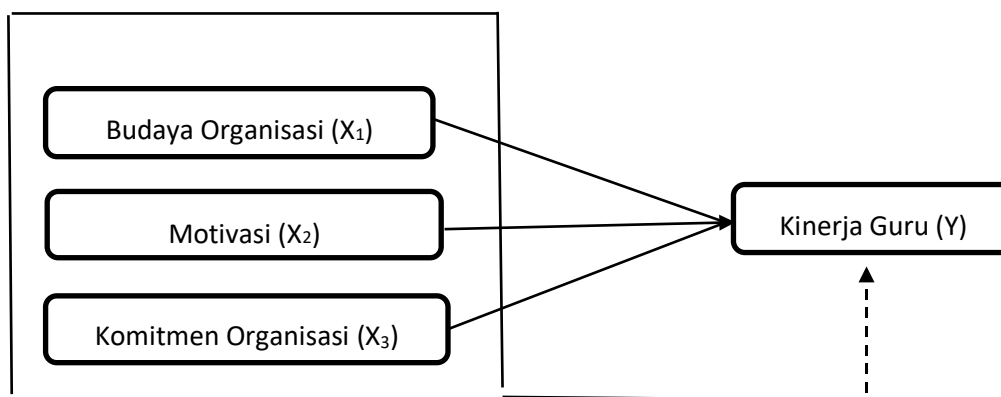 Budaya Organisasi (X₁)
Motivasi (X₂)
Kinerja Guru (Y)
Komitmen Organisasi (X₃)